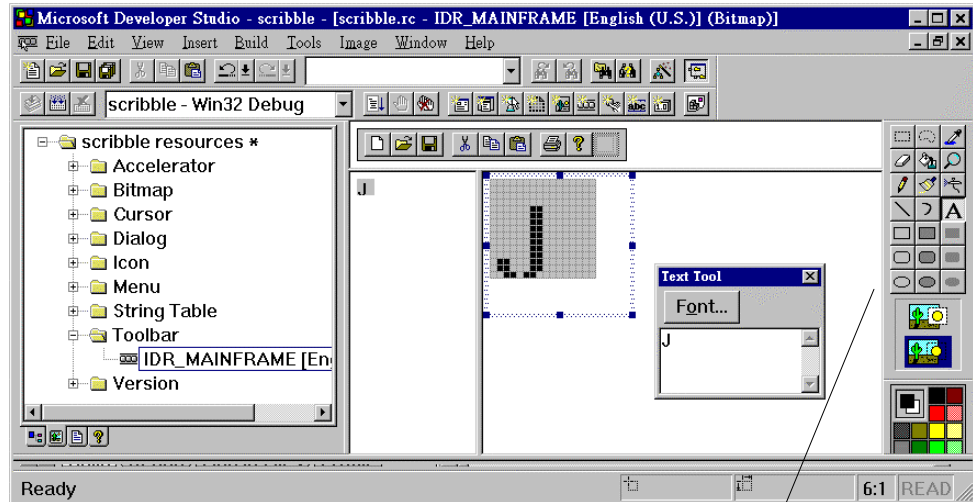 Microsoft Developer Studio - scribble - [scribble.rc - IDR_MAINFRAME [English (U.S.)] (Bitmap)]
File Edit View Insert Build Tools Image Window Help
scribble - Win32 Debug
scribble resources *
Accelerator
Bitmap
Cursor
Dialog
Icon
Menu
String Table
Toolbar
IDR_MAINFRAME [En
Version
J
J
Text Tool
Font...
J
A
Ready
6:1 READ